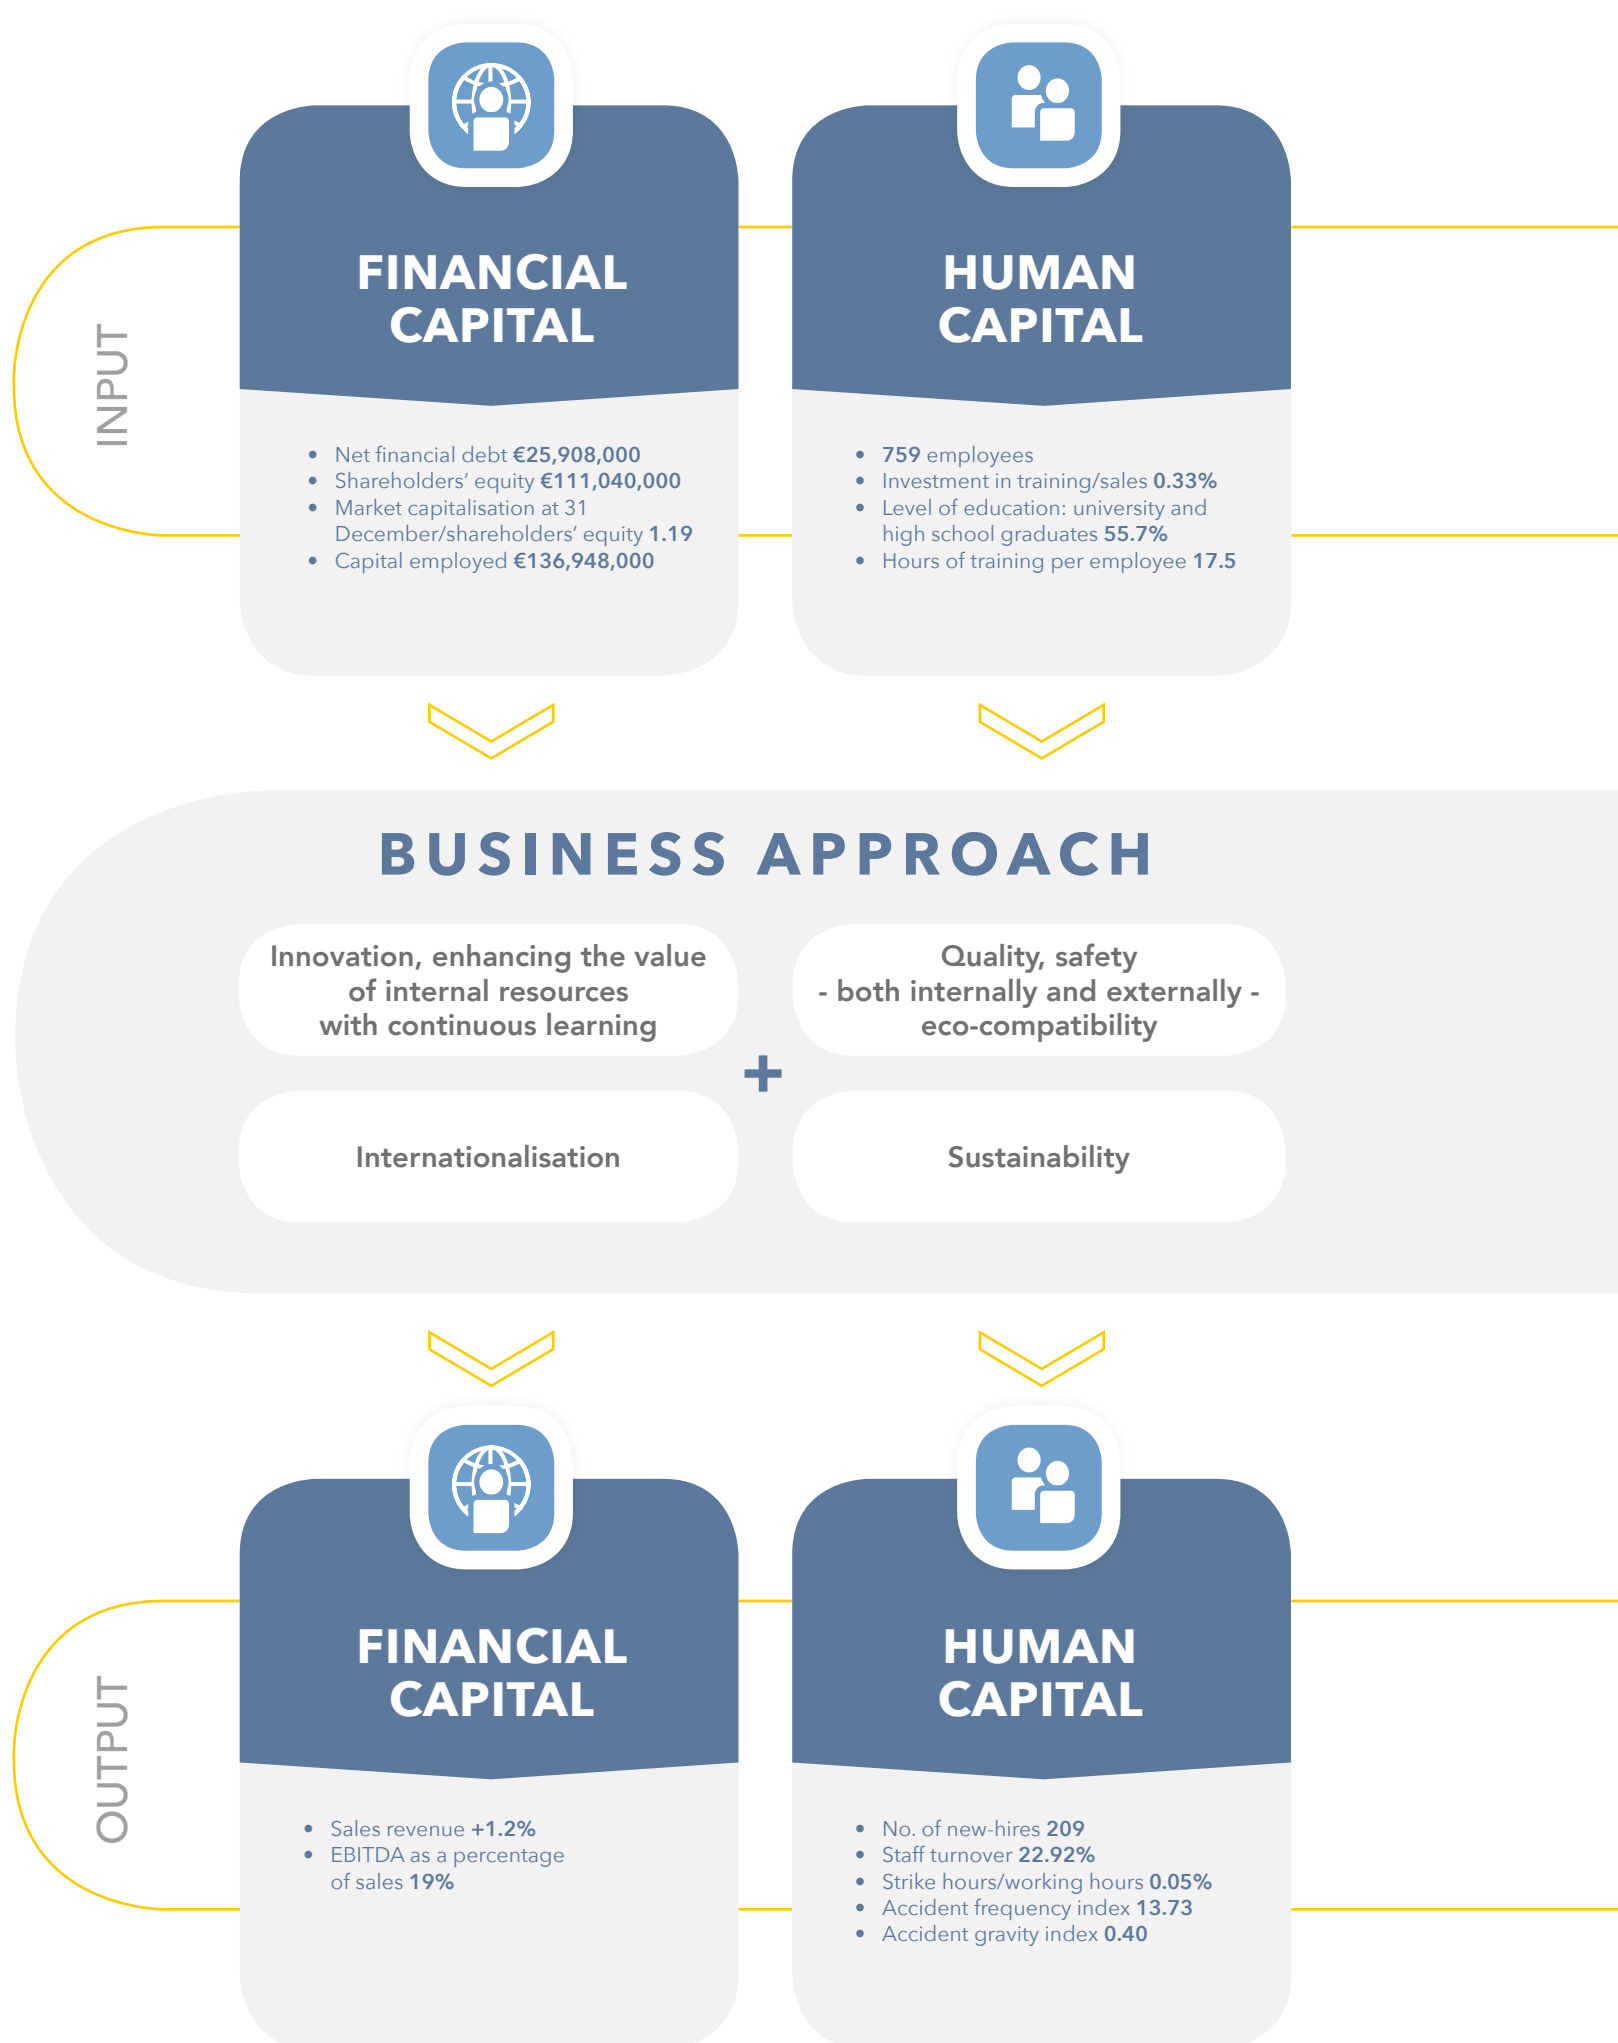 INPUT
FINANCIAL
CAPITAL
• Net financial debt €25,908,000
• Shareholders’ equity €111,040,000
• Market capitalisation at 31
December/shareholders’ equity 1.19
• Capital employed €136,948,000
HUMAN
CAPITAL
• 759 employees
• Investment in training/sales 0.33%
• Level of education: university and
high school graduates 55.7%
• Hours of training per employee 17.5
BUSINESS APPROACH
Innovation, enhancing the value
of internal resources
with continuous learning
Quality, safety
- both internally and externally -
eco-compatibility
+
Internationalisation
Sustainability
OUTPUT
FINANCIAL
CAPITAL
• Sales revenue +1.2%
• EBITDA as a percentage
of sales 19%
HUMAN
CAPITAL
• No. of new-hires 209
• Staff turnover 22.92%
• Strike hours/working hours 0.05%
• Accident frequency index 13.73
• Accident gravity index 0.40